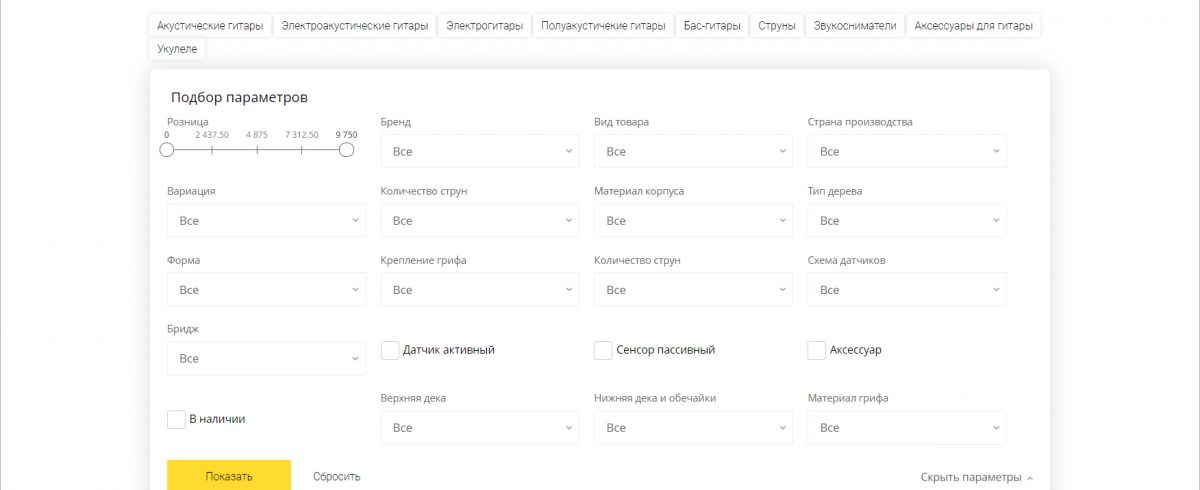 Акустические гитары Электроакустические гитары Электрогитары Полуакустичекие гитары Бас-гитары Струны Звукосниматели Аксессуары для гитары
Укулеле
Подбор параметров
Розница Бренд Вид товара Страна производства
0 2 437.50 4 875 7 312.50 9 750
Все Все Все
Вариация Количество струн Материал корпуса Тип дерева
Все Все Все Все
Форма Крепление грифа Количество струн Схема датчиков
Все Все Все Все
Бридж
Все Датчик активный Сенсор пассивный Аксессуар
Верхняя дека Нижняя дека и обечайки Материал грифа
В наличии Все Все Все
Показать Сбросить Скрыть параметры